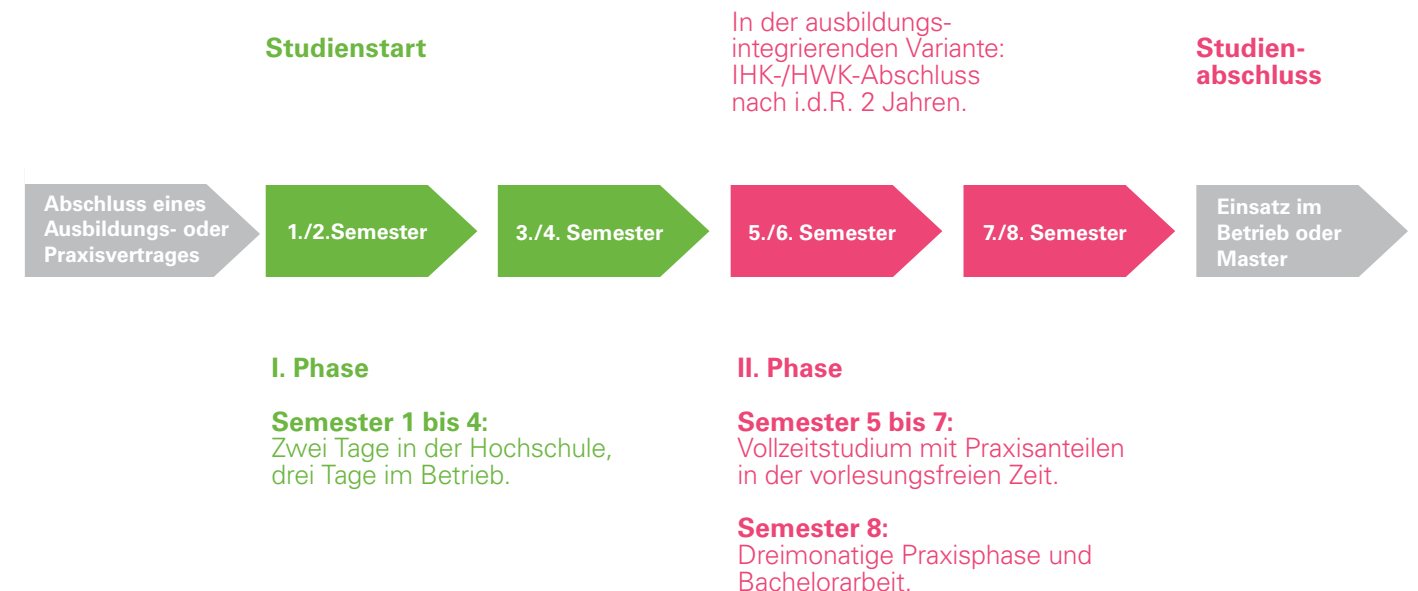 Studienstart
In der ausbildungs-
integrierenden Variante:
IHK-/HWK-Abschluss
nach i.d.R. 2 Jahren.
Studien-
abschluss
Abschluss eines
Ausbildungs- oder
Praxisvertrages
1./2.Semester
3./4. Semester
5./6. Semester
7./8. Semester
Einsatz im
Betrieb oder
Master
I. Phase
Semester 1 bis 4:
Zwei Tage in der Hochschule,
drei Tage im Betrieb.
II. Phase
Semester 5 bis 7:
Vollzeitstudium mit Praxisanteilen
in der vorlesungsfreien Zeit.
Semester 8:
Dreimonatige Praxisphase und
Bachelorarbeit.